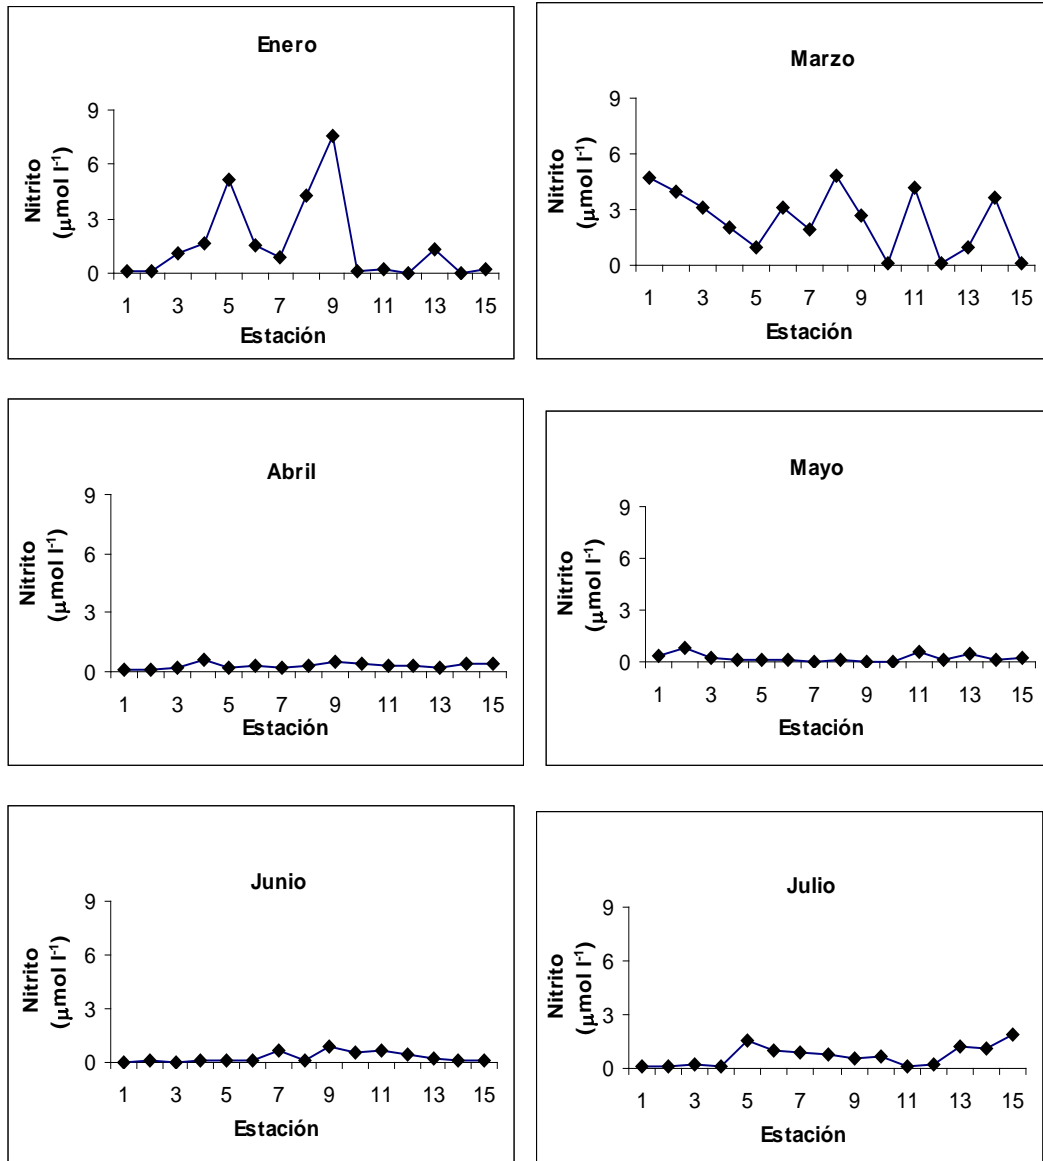 Enero
Nitrito
(μmol l-1)
9
6
3
0
1 3 5 7 9 11 13 15
Estación
Marzo
Nitrito
(μmol l-1)
9
6
3
0
1 3 5 7 9 11 13 15
Estación
Abril
Nitrito
(μmol l-1)
9
6
3
0
1 3 5 7 9 11 13 15
Estación
Mayo
Nitrito
(μmol l-1)
9
6
3
0
1 3 5 7 9 11 13 15
Estación
Junio
Nitrito
(μmol l-1)
9
6
3
0
1 3 5 7 9 11 13 15
Estación
Julio
Nitrito
(μmol l-1)
9
6
3
0
1 3 5 7 9 11 13 15
Estación